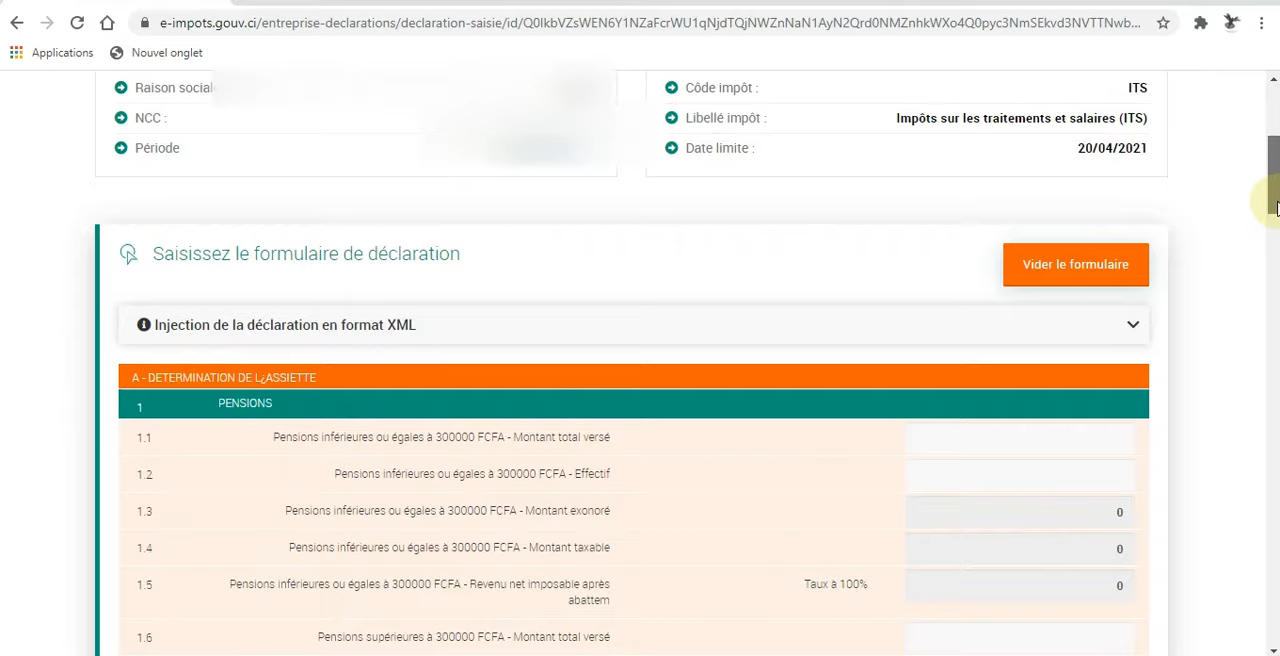 e-impots.gouv.ci/entreprise-declarations/declaration-saisie/id/Q0lkbVZsWEN6Y1NZaFcrWU1qNjdTQjNWZnNaN1AyN2Qrd0NMZnhkWXo4Q0pyc3NmSEkvd3NVTTNwb...
Applications Nouvel onglet
Raison sociale
NCC :
Période
Côde impôt : ITS
Libellé impôt : Impôts sur les traitements et salaires (ITS)
Date limite : 20/04/2021
Saisissez le formulaire de déclaration
Vider le formulaire
Injection de la déclaration en format XML
A - DETERMINATION DE L¿ASSIETTE
1 PENSIONS
1.1 Pensions inférieures ou égales à 300000 FCFA - Montant total versé
1.2 Pensions inférieures ou égales à 300000 FCFA - Effectif
1.3 Pensions inférieures ou égales à 300000 FCFA - Montant exonoré 0
1.4 Pensions inférieures ou égales à 300000 FCFA - Montant taxable 0
1.5 Pensions inférieures ou égales à 300000 FCFA - Revenu net imposable après Taux à 100% 0
abattem
1.6 Pensions supérieures à 300000 FCFA - Montant total versé